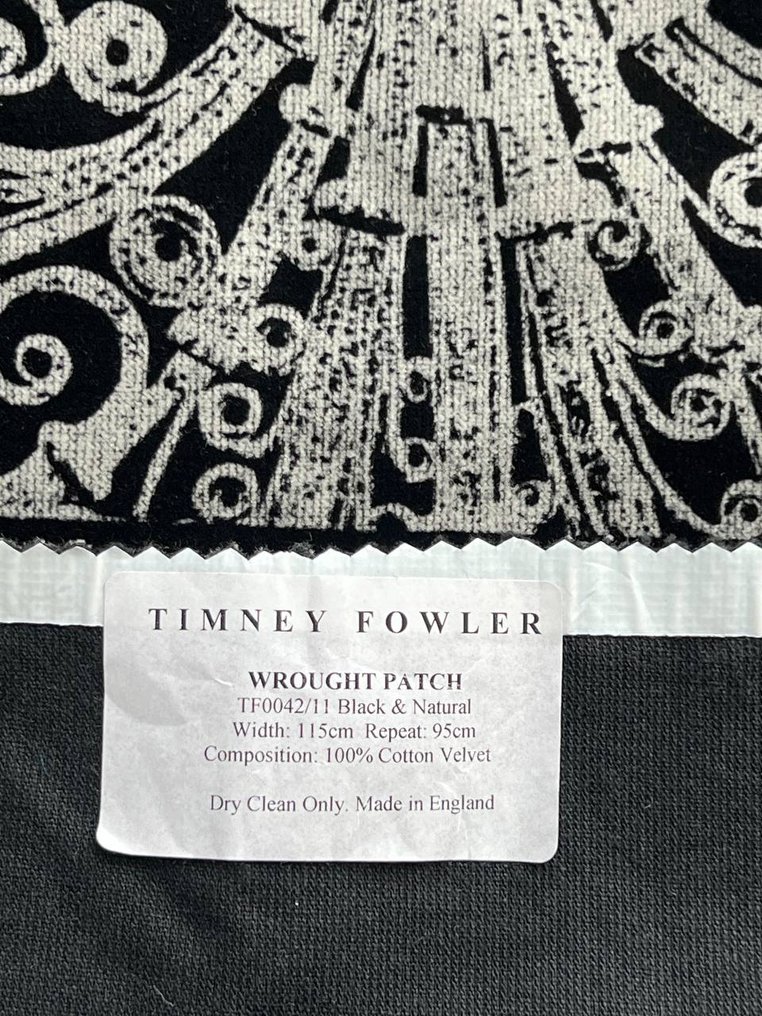 TIMNEY FOWLER
WROUGHT PATCH
TF0042/11 Black & Natural
Width: 115cm Repeat: 95cm
Composition: 100% Cotton Velvet
Dry Clean Only. Made in England